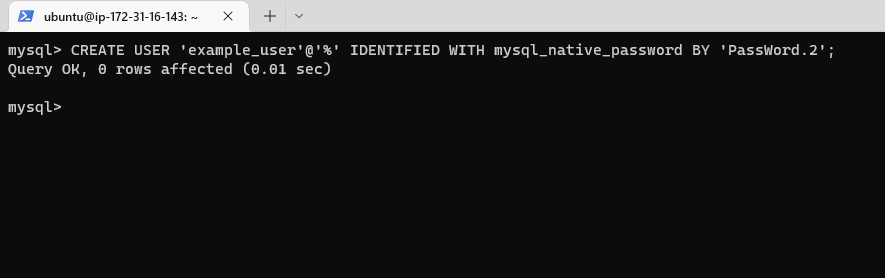 ubuntu@ip-172-31-16-143: ~
mysql> CREATE USER 'example_user'@'%' IDENTIFIED WITH mysql_native_password BY 'PassWord.2';
Query OK, 0 rows affected (0.01 sec)
mysql>